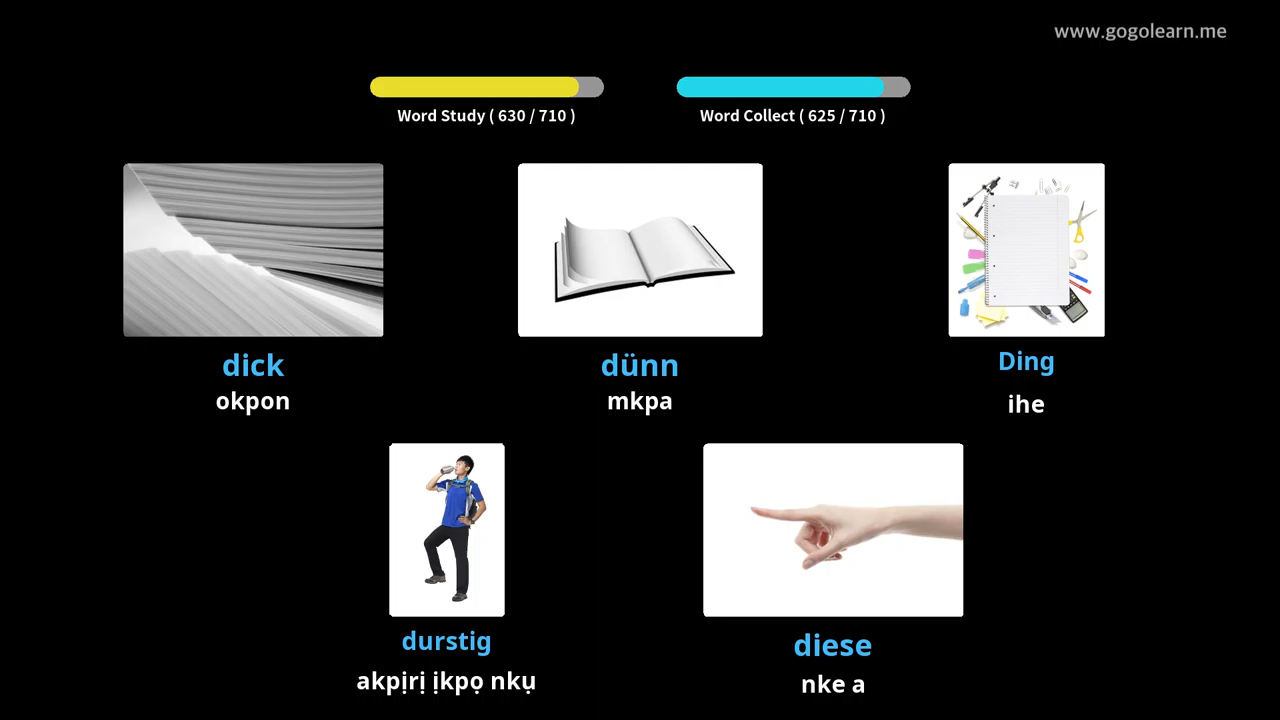 www.gogolearn.me
Word Study ( 630 / 710 )
Word Collect ( 625 / 710 )
dick
okpon
dünn
mkpa
Ding
ihe
durstig
akpịrị ịkpọ nkụ
diese
nke a